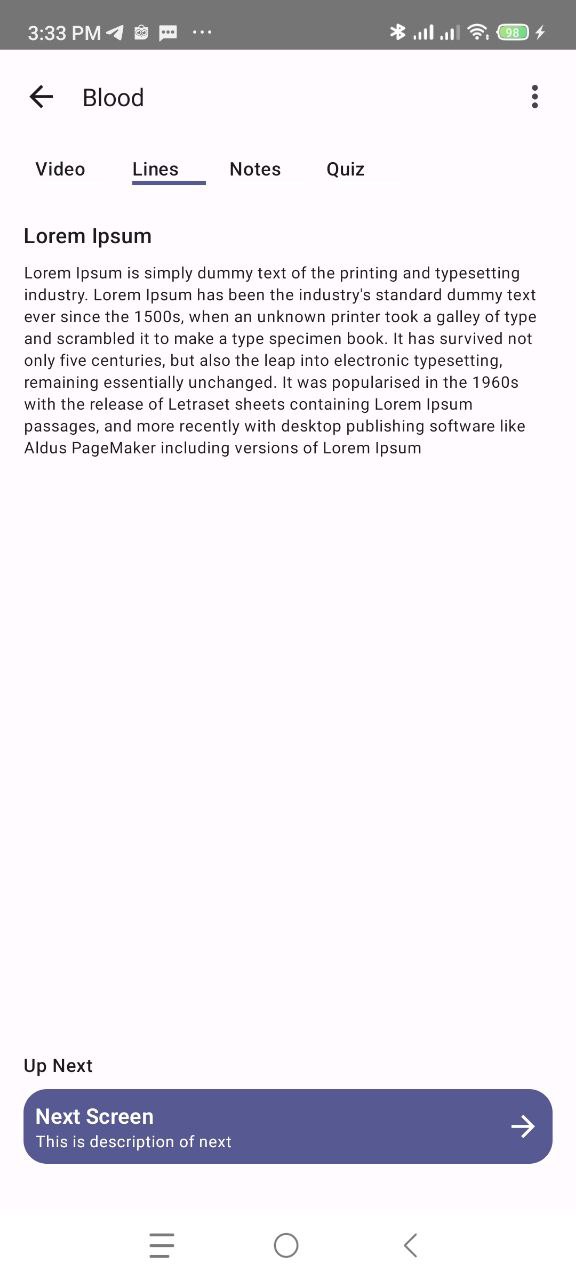 3:33 PM
98
Blood
Video Lines Notes Quiz
Lorem Ipsum
Lorem Ipsum is simply dummy text of the printing and typesetting
industry. Lorem Ipsum has been the industry's standard dummy text
ever since the 1500s, when an unknown printer took a galley of type
and scrambled it to make a type specimen book. It has survived not
only five centuries, but also the leap into electronic typesetting,
remaining essentially unchanged. It was popularised in the 1960s
with the release of Letraset sheets containing Lorem Ipsum
passages, and more recently with desktop publishing software like
Aldus PageMaker including versions of Lorem Ipsum
Up Next
Next Screen
This is description of next